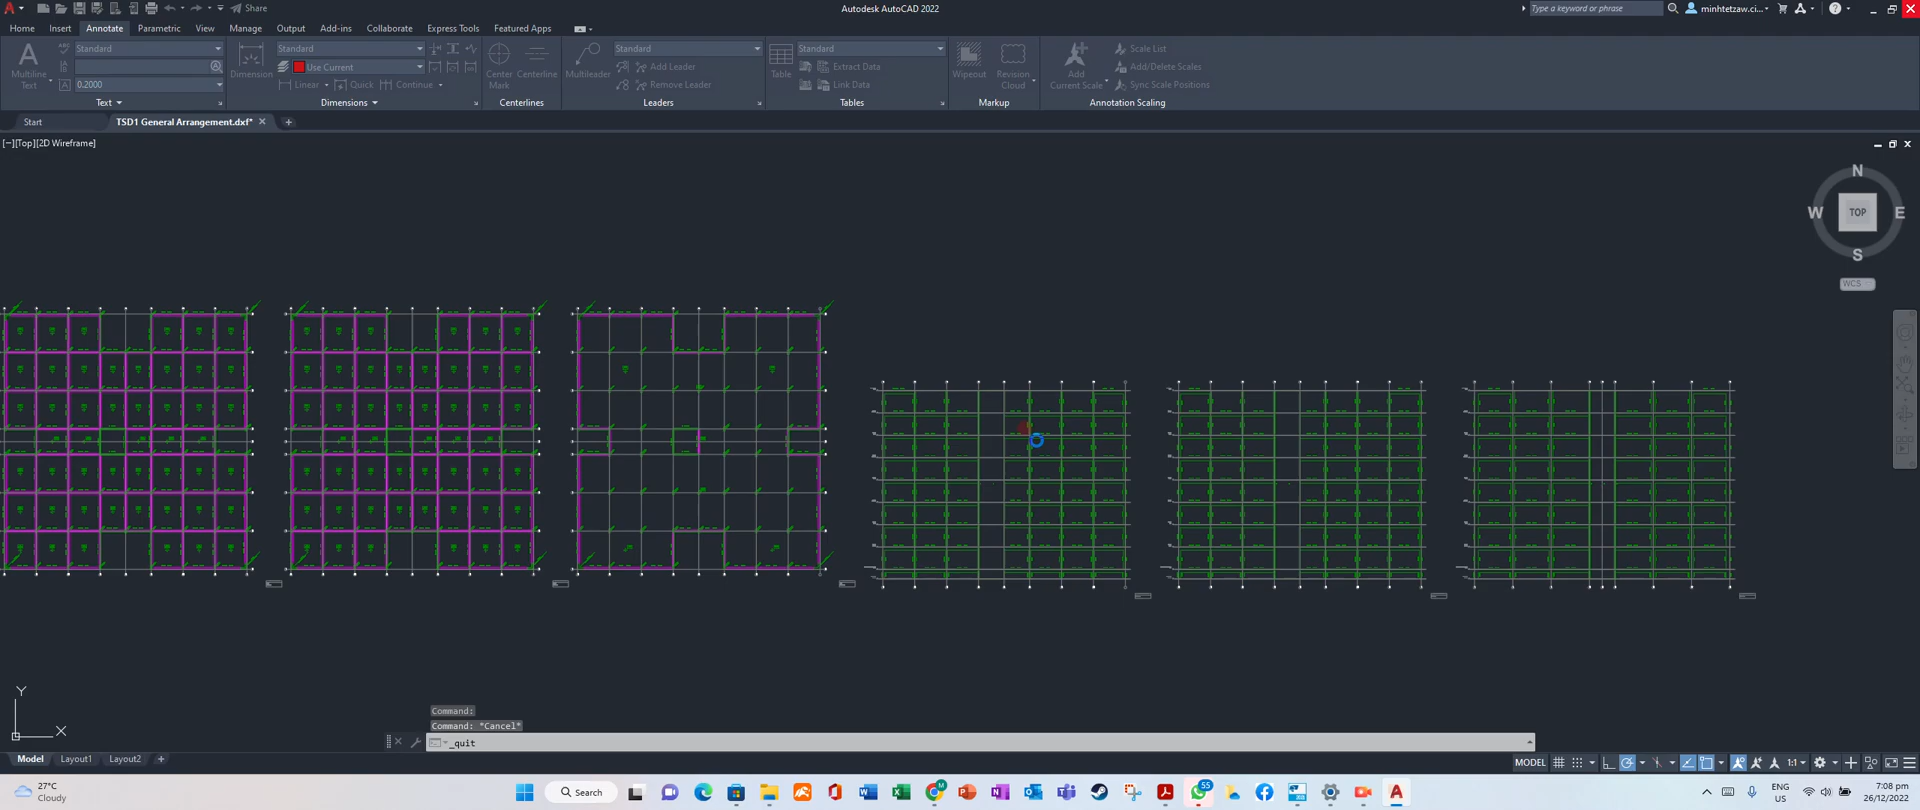 Autodesk AutoCAD 2022
Share
Type a keyword or phrase
minhtetzaw.ci...
Home Insert Annotate Parametric View Manage Output Add-ins Collaborate Express Tools Featured Apps
Standard Standard Standard Standard Scale List
Multiline Text
Dimension
Use Current
Center Mark
Centerline
Multileader
Add Leader
Table
Extract Data
Wipeout
Revision Cloud
Add Current Scale
Add/Delete Scales
0.2000
Linear Quick Continue
Remove Leader
Link Data
Sync Scale Positions
Text Dimensions Centerlines Leaders Tables Markup Annotation Scaling
Start TSD1 General Arrangement.dxf*
[−][Top][2D Wireframe]
N
W TOP E
S
WCS
Y
X
Command:
Command: *Cancel*
_quit
Model Layout1 Layout2
MODEL 1:1
27°C
Cloudy
Search
55
ENG
US
7:08 pm
26/12/2022